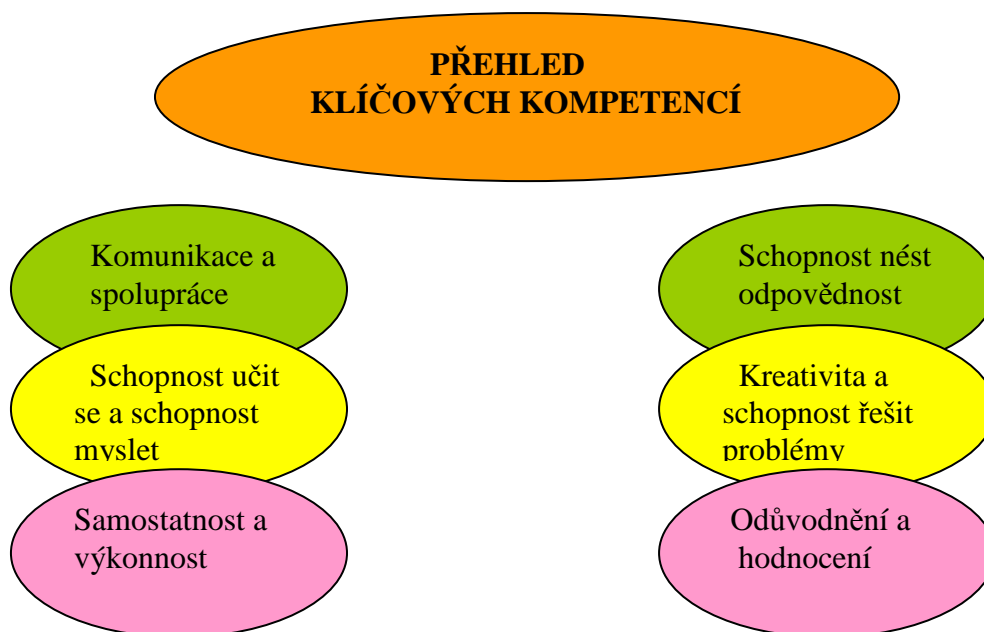 PŘEHLED
KLÍČOVÝCH KOMPETENCÍ
Komunikace a
spolupráce
Schopnost učit
se a schopnost
myslet
Samostatnost a
výkonnost
Schopnost nést
odpovědnost
Kreativita a
schopnost řešit
problémy
Odůvodnění a
hodnocení